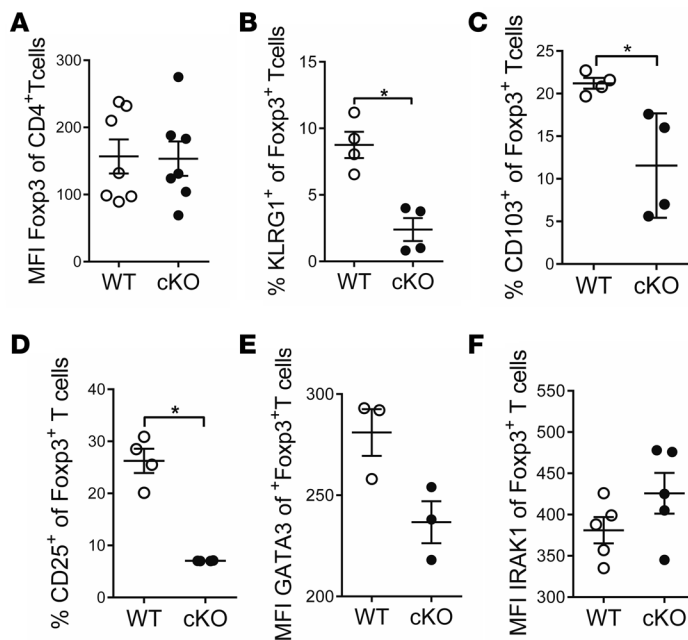 A
MFI Foxp3 of CD4+Tcells
300
200
100
0
WT
cKO
B
% KLRG1+ of Foxp3+ Tcells
15
10
5
0
*
WT
cKO
C
% CD103+ of Foxp3+ Tcells
25
20
15
10
5
0
*
WT
cKO
D
% CD25+ of Foxp3+ T cells
40
30
20
10
0
*
WT
cKO
E
MFI GATA3 of +Foxp3+T cells
300
250
200
WT
cKO
F
MFI IRAK1 of Foxp3+ T cells
550
500
450
400
350
300
WT
cKO